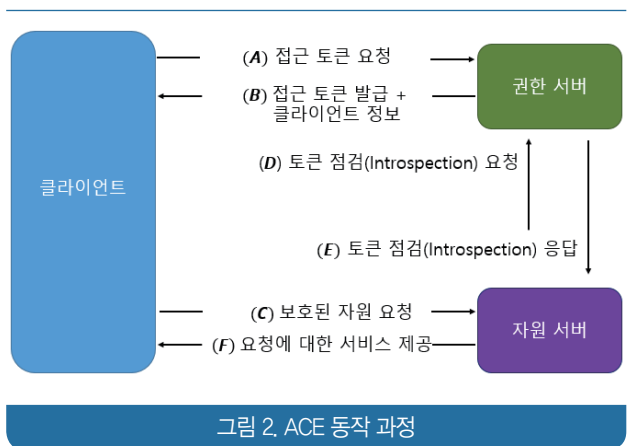 (A) 접근 토큰 요청
(B) 접근 토큰 발급 +
클라이언트 정보
권한 서버
(D) 토큰 점검(Introspection) 요청
클라이언트
(E) 토큰 점검(Introspection) 응답
(C) 보호된 자원 요청
(F) 요청에 대한 서비스 제공
자원 서버
그림 2. ACE 동작 과정